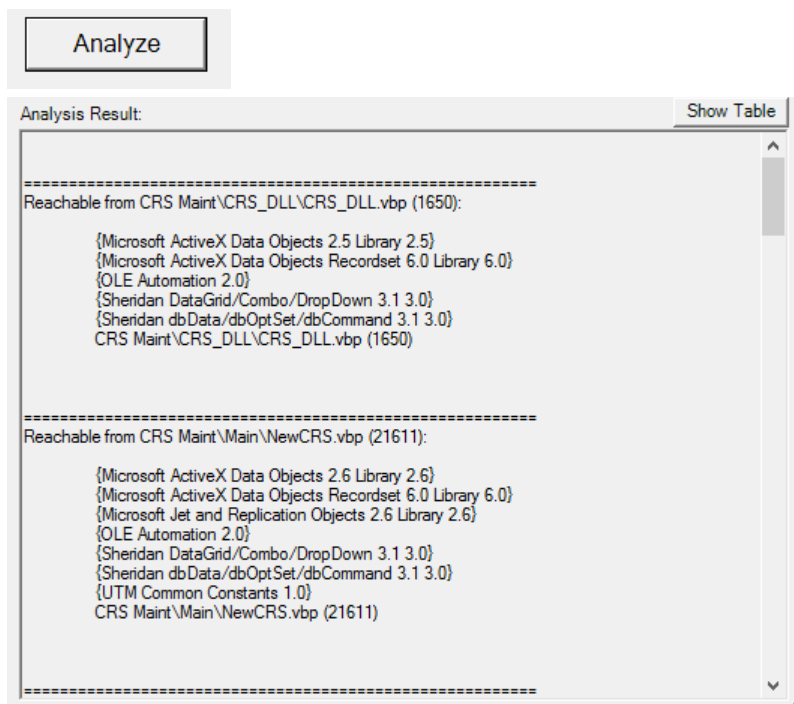 Analyze
Analysis Result:
Show Table
=========================================================
Reachable from CRS Maint\CRS_DLL\CRS_DLL.vbp (1650):
{Microsoft ActiveX Data Objects 2.5 Library 2.5}
{Microsoft ActiveX Data Objects Recordset 6.0 Library 6.0}
{OLE Automation 2.0}
{Sheridan DataGrid/Combo/DropDown 3.1 3.0}
{Sheridan dbData/dbOptSet/dbCommand 3.1 3.0}
CRS Maint\CRS_DLL\CRS_DLL.vbp (1650)
=========================================================
Reachable from CRS Maint\Main\NewCRS.vbp (21611):
{Microsoft ActiveX Data Objects 2.6 Library 2.6}
{Microsoft ActiveX Data Objects Recordset 6.0 Library 6.0}
{Microsoft Jet and Replication Objects 2.6 Library 2.6}
{OLE Automation 2.0}
{Sheridan DataGrid/Combo/DropDown 3.1 3.0}
{Sheridan dbData/dbOptSet/dbCommand 3.1 3.0}
{UTM Common Constants 1.0}
CRS Maint\Main\NewCRS.vbp (21611)
=========================================================